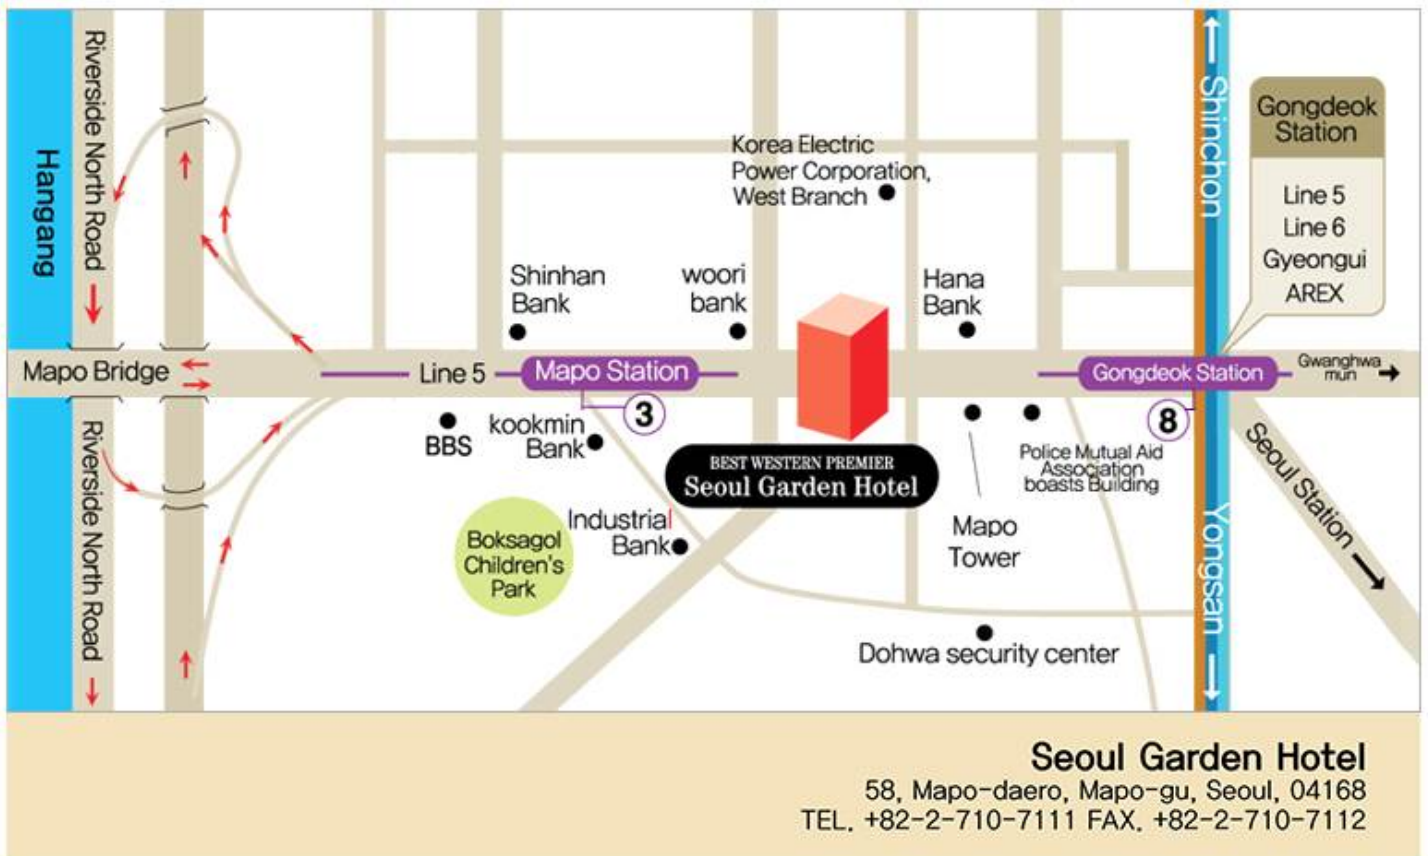 Riverside North Road
Hangang
Korea Electric
Power Corporation,
West Branch
Shinchon
Gongdeok
Station
Line 5
Line 6
Gyeongui
AREX
Shinhan
Bank
woori
bank
Hana
Bank
Mapo Bridge
Line 5
Mapo Station
Gongdeok Station
Gwanghwa
mun
3
8
BBS
kookmin
Bank
BEST WESTERN PREMIER
Seoul Garden Hotel
Police Mutual Aid
Association
boasts Building
Seoul Station
Riverside North Road
Boksagol
Children's
Park
Industrial
Bank
Mapo
Tower
Yongsan
Dohwa security center
Seoul Garden Hotel
58, Mapo-daero, Mapo-gu, Seoul, 04168
TEL. +82-2-710-7111 FAX. +82-2-710-7112